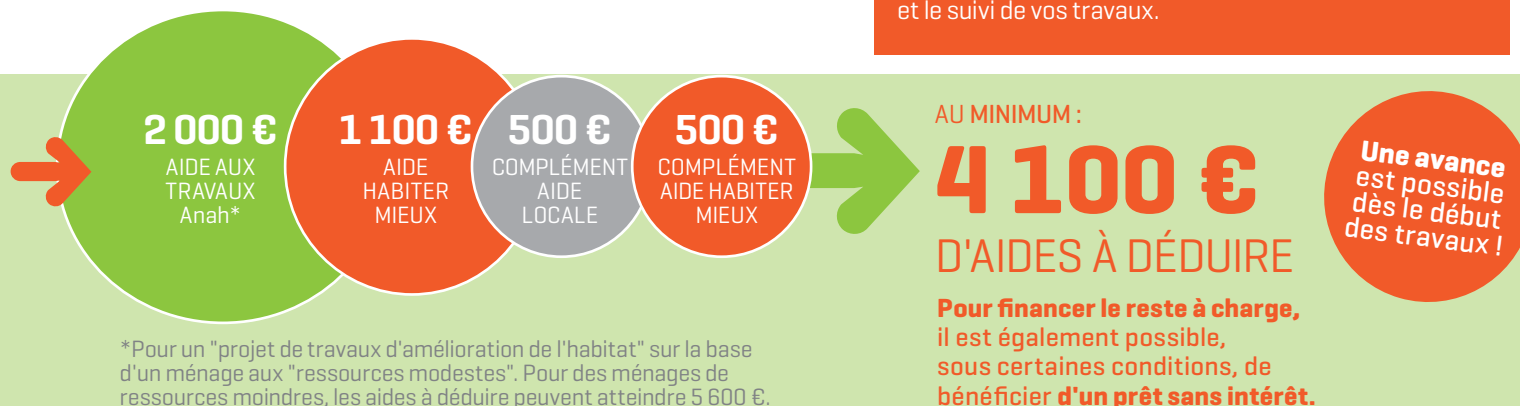 et le suivi de vos travaux.
2 000 €
AIDE AUX
TRAVAUX
Anah*
1 100 €
AIDE
HABITER
MIEUX
500 €
COMPLÉMENT
AIDE
LOCALE
500 €
COMPLÉMENT
AIDE HABITER
MIEUX
AU MINIMUM :
4 100 €
D'AIDES À DÉDUIRE
Une avance
est possible
dès le début
des travaux !
Pour financer le reste à charge,
il est également possible,
sous certaines conditions, de
bénéficier d'un prêt sans intérêt.
*Pour un "projet de travaux d'amélioration de l'habitat" sur la base
d'un ménage aux "ressources modestes". Pour des ménages de
ressources moindres, les aides à déduire peuvent atteindre 5 600 €.